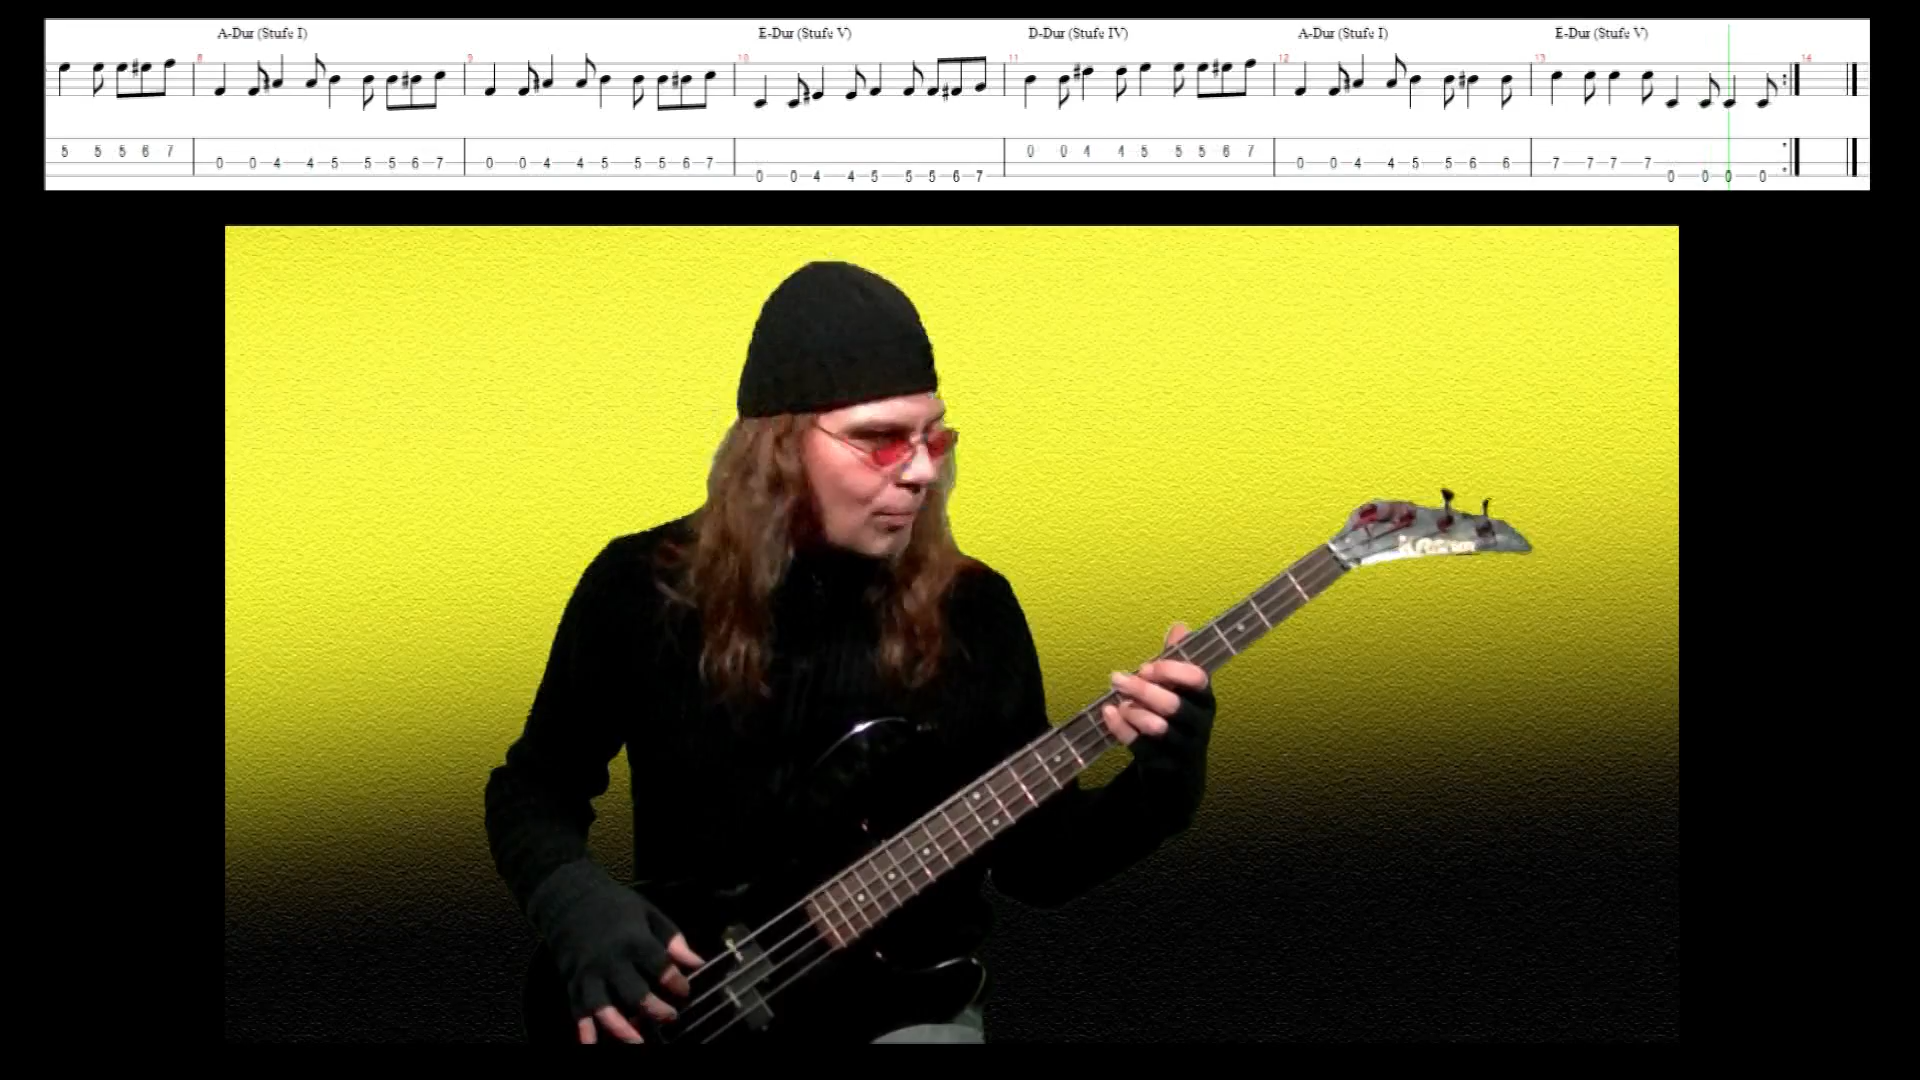 A-Dur (Stufe I) E-Dur (Stufe V) D-Dur (Stufe IV) A-Dur (Stufe I) E-Dur (Stufe V)
8 9 10 11 12 13 14
5 5 5 6 7 0 0 4 4 5 5 5 6 7
0 0 4 4 5 5 5 6 7 0 0 4 4 5 5 5 6 7 0 0 4 4 5 5 6 6 7 7 7 7
0 0 4 4 5 5 5 6 7 0 0 0 0